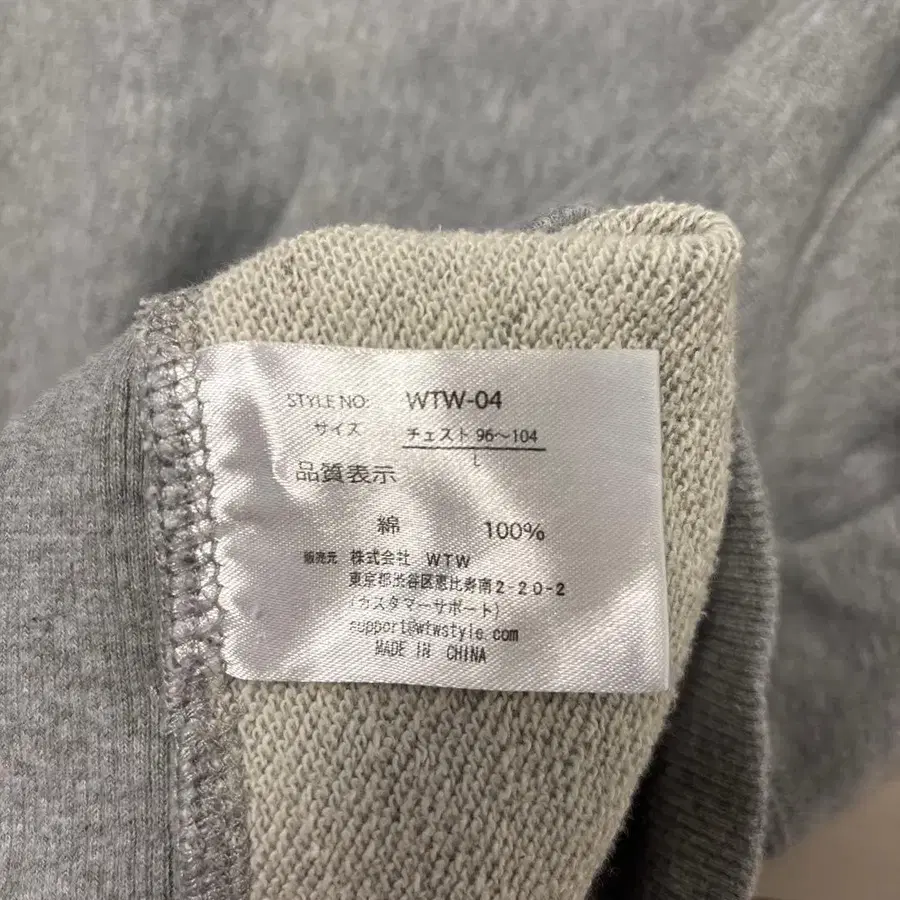 STYLE NO: WTW-04
サイズ チェスト 96～104
L
品質表示
綿 100%
販売元 株式会社 WTW
東京都渋谷区恵比寿南2-20-2
(カスタマーサポート)
support@wtwstyle.com
MADE IN CHINA